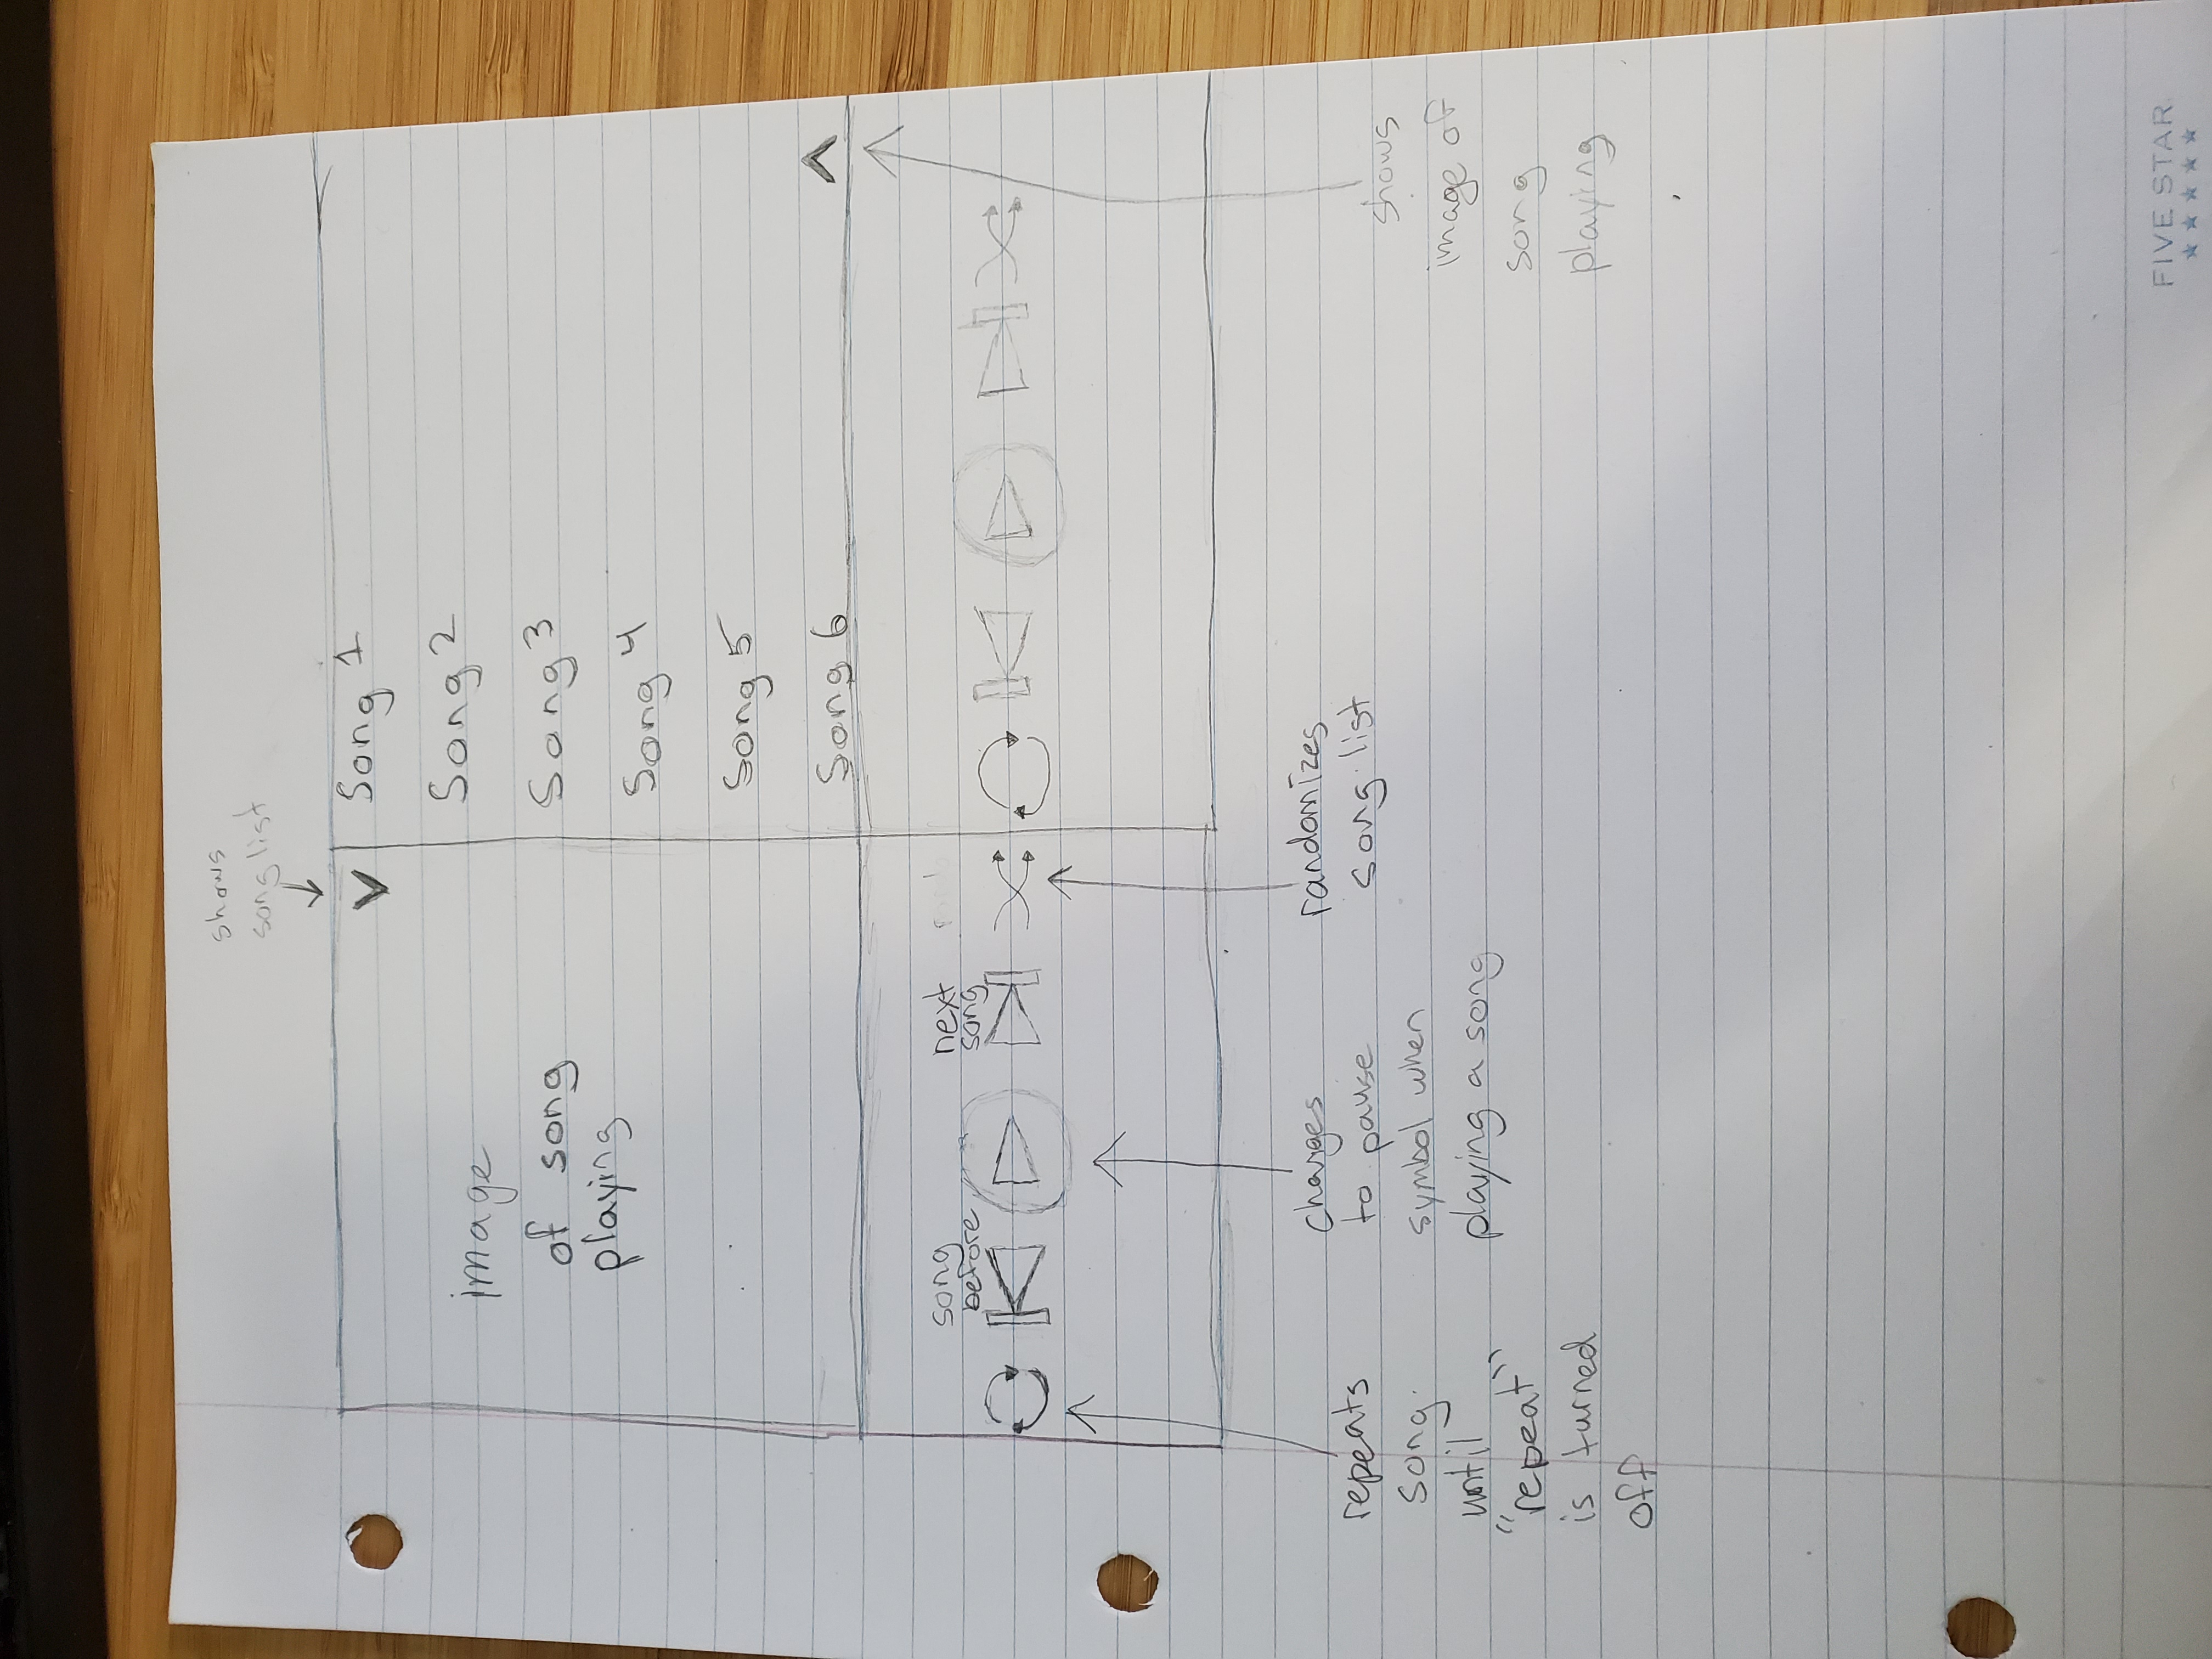 shows
song list
V
Song 1
image
Song 2
of song
Song 3
playing
Song 4
Song 5
Song 6
song
before
next
song
repeats
song
until
"repeat"
is turned
off
changes
to pause
symbol when
playing a song
randomizes
song list
shows
image of
song
playing
FIVE STAR